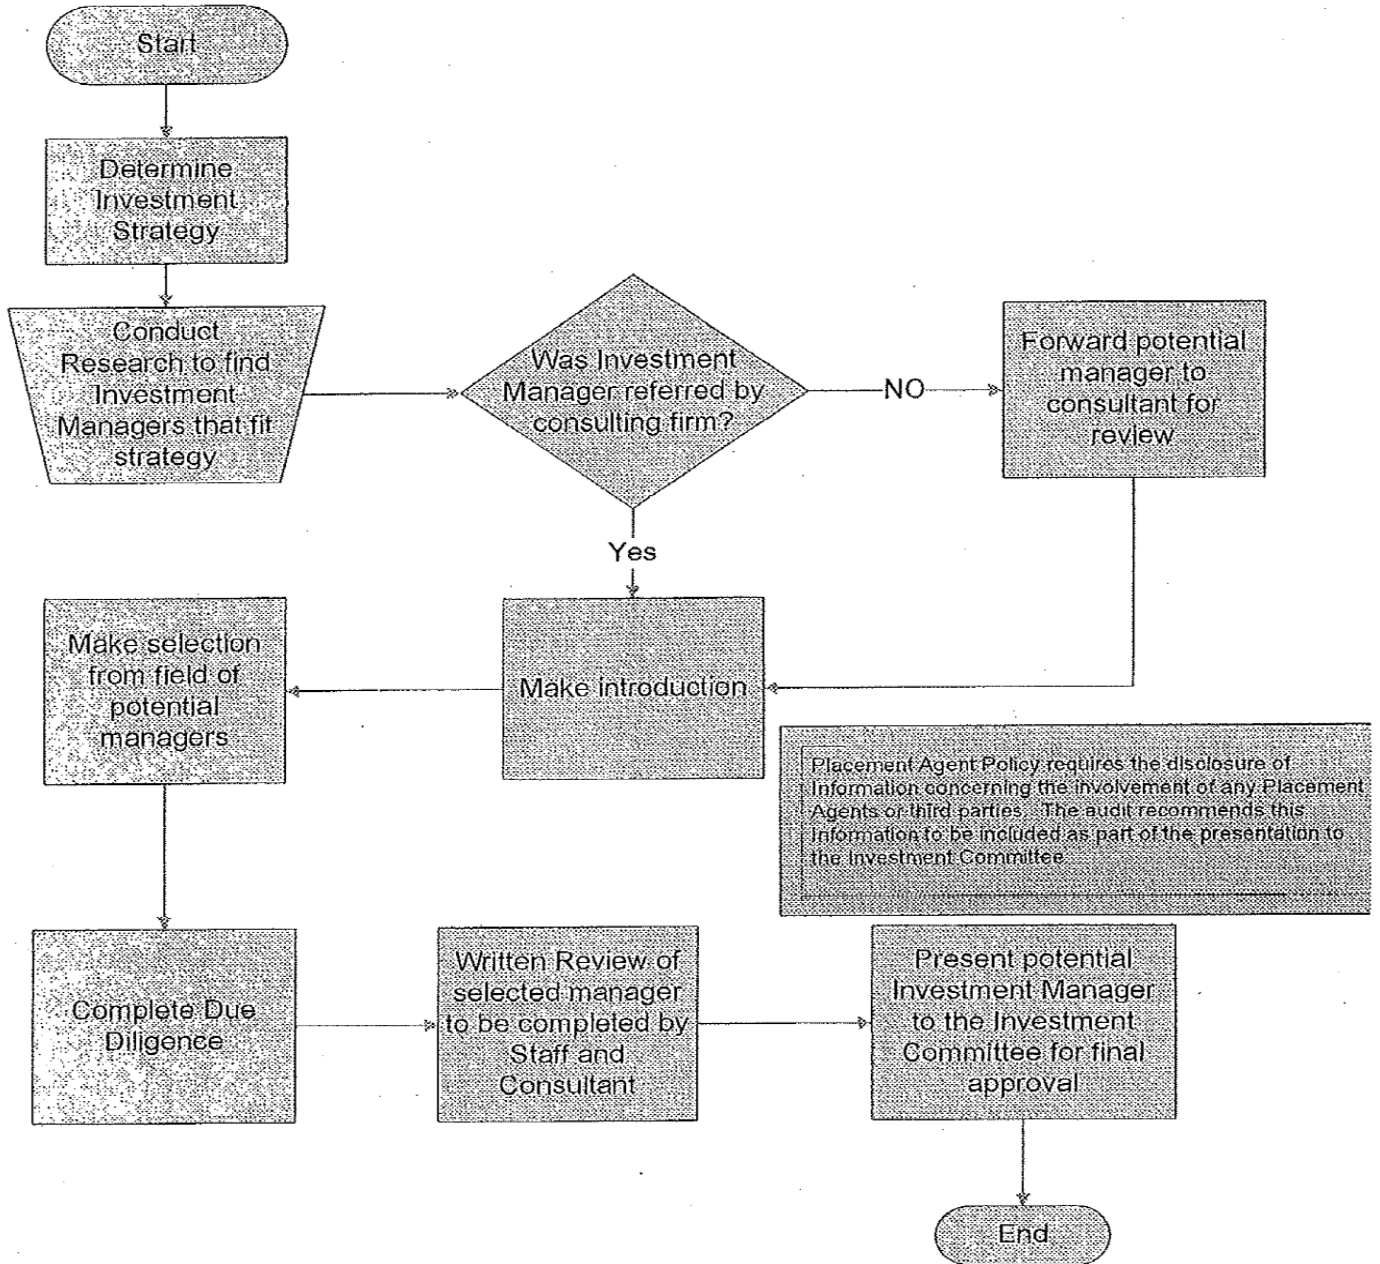 Start
Determine
Investment
Strategy
Conduct
Research to find
Investment
Managers that fit
strategy
Was Investment
Manager referred by
consulting firm?
NO
Forward potential
manager to
consultant for
review
Yes
Make introduction
Make selection
from field of
potential
managers
Placement Agent Policy requires the disclosure of
Information concerning the involvement of any Placement
Agents or third parties. The audit recommends this
Information to be included as part of the presentation to
the Investment Committee
Complete Due
Diligence
Written Review of
selected manager
to be completed by
Staff and
Consultant
Present potential
Investment Manager
to the Investment
Committee for final
approval
End